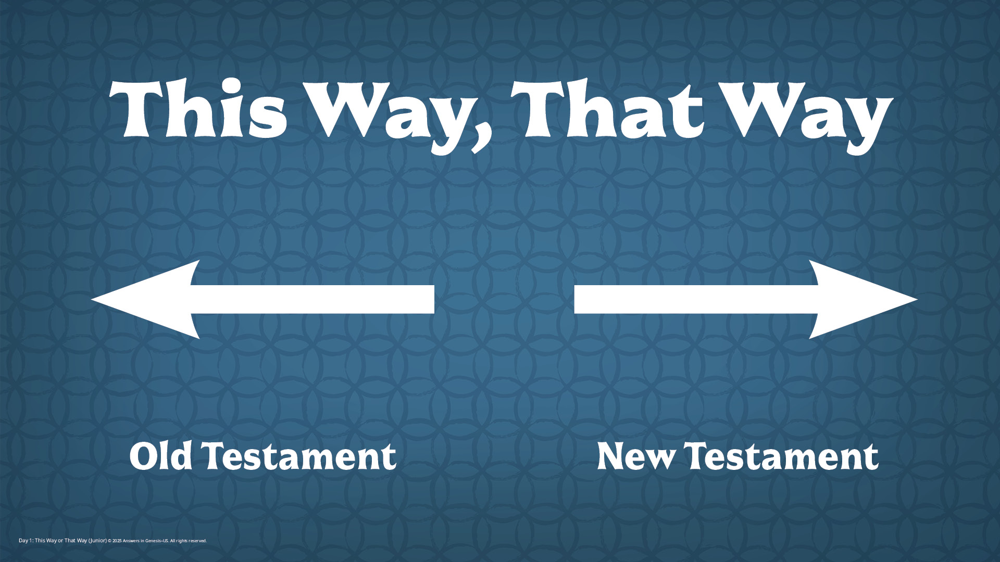 This Way, That Way
Old Testament
New Testament
Day 1: This Way or That Way (Junior) © 2025 Answers in Genesis–US. All rights reserved.